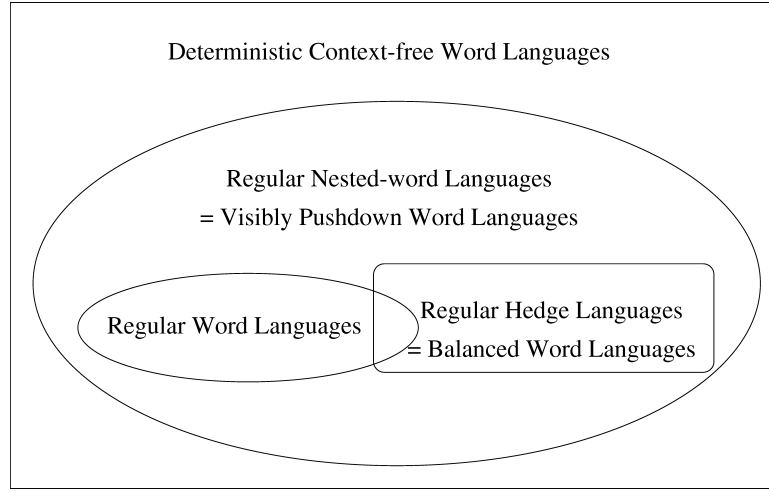 Deterministic Context-free Word Languages
Regular Nested-word Languages
= Visibly Pushdown Word Languages
Regular Word Languages
Regular Hedge Languages
= Balanced Word Languages